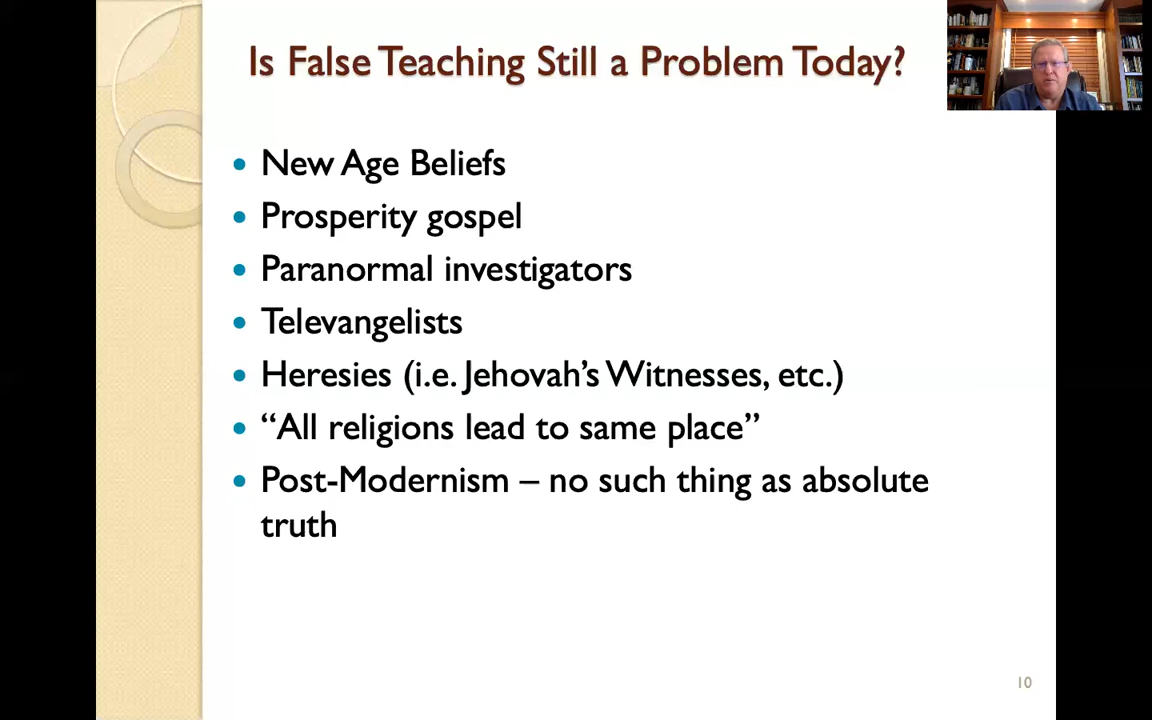 Is False Teaching Still a Problem Today?
• New Age Beliefs
• Prosperity gospel
• Paranormal investigators
• Televangelists
• Heresies (i.e. Jehovah’s Witnesses, etc.)
• “All religions lead to same place”
• Post-Modernism – no such thing as absolute
truth
10